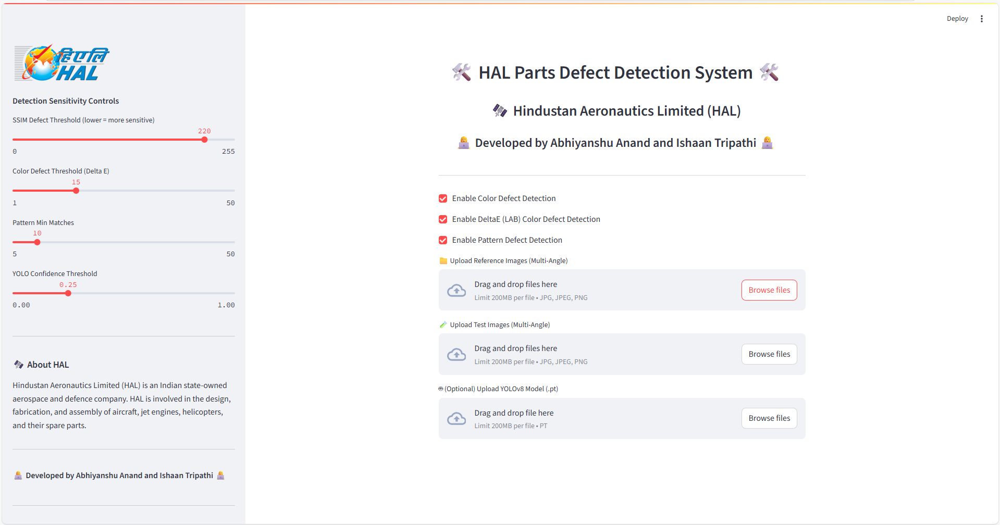 Deploy
हिएलि
HAL
Detection Sensitivity Controls
SSIM Defect Threshold (lower = more sensitive)
220
0 255
Color Defect Threshold (Delta E)
15
1 50
Pattern Min Matches
10
5 50
YOLO Confidence Threshold
0.25
0.00 1.00
About HAL
Hindustan Aeronautics Limited (HAL) is an Indian state-owned
aerospace and defence company. HAL is involved in the design,
fabrication, and assembly of aircraft, jet engines, helicopters,
and their spare parts.
Developed by Abhiyanshu Anand and Ishaan Tripathi
HAL Parts Defect Detection System
Hindustan Aeronautics Limited (HAL)
Developed by Abhiyanshu Anand and Ishaan Tripathi
Enable Color Defect Detection
Enable DeltaE (LAB) Color Defect Detection
Enable Pattern Defect Detection
Upload Reference Images (Multi-Angle)
Drag and drop files here
Limit 200MB per file • JPG, JPEG, PNG
Browse files
Upload Test Images (Multi-Angle)
Drag and drop files here
Limit 200MB per file • JPG, JPEG, PNG
Browse files
(Optional) Upload YOLOv8 Model (.pt)
Drag and drop file here
Limit 200MB per file • PT
Browse files